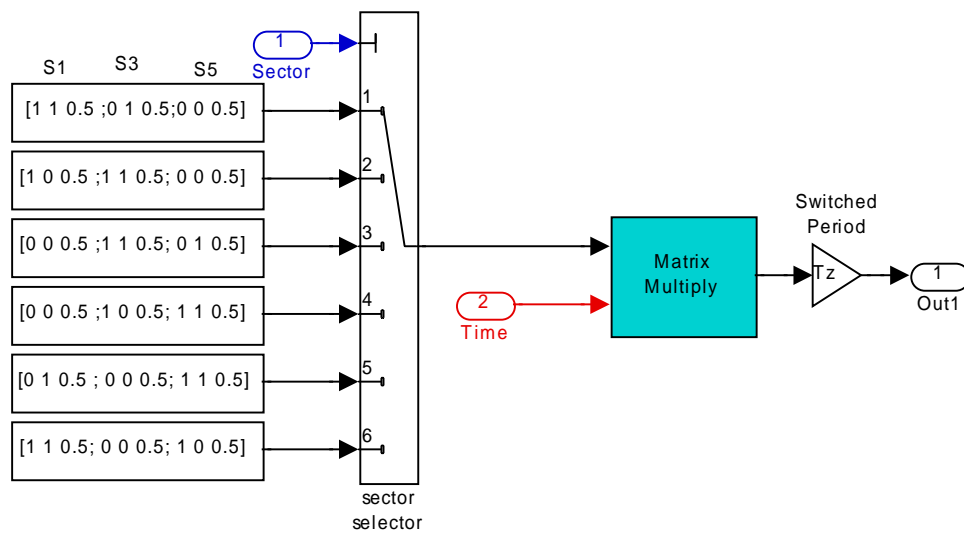 1
Sector
S1 S3 S5
[1 1 0.5 ;0 1 0.5;0 0 0.5]
1
[1 0 0.5 ;1 1 0.5; 0 0 0.5]
2
[0 0 0.5 ;1 1 0.5; 0 1 0.5]
3
[0 0 0.5 ;1 0 0.5; 1 1 0.5]
4
[0 1 0.5 ; 0 0 0.5; 1 1 0.5]
5
[1 1 0.5; 0 0 0.5; 1 0 0.5]
6
sector
selector
2
Time
Matrix
Multiply
Switched
Period
Tz
1
Out1